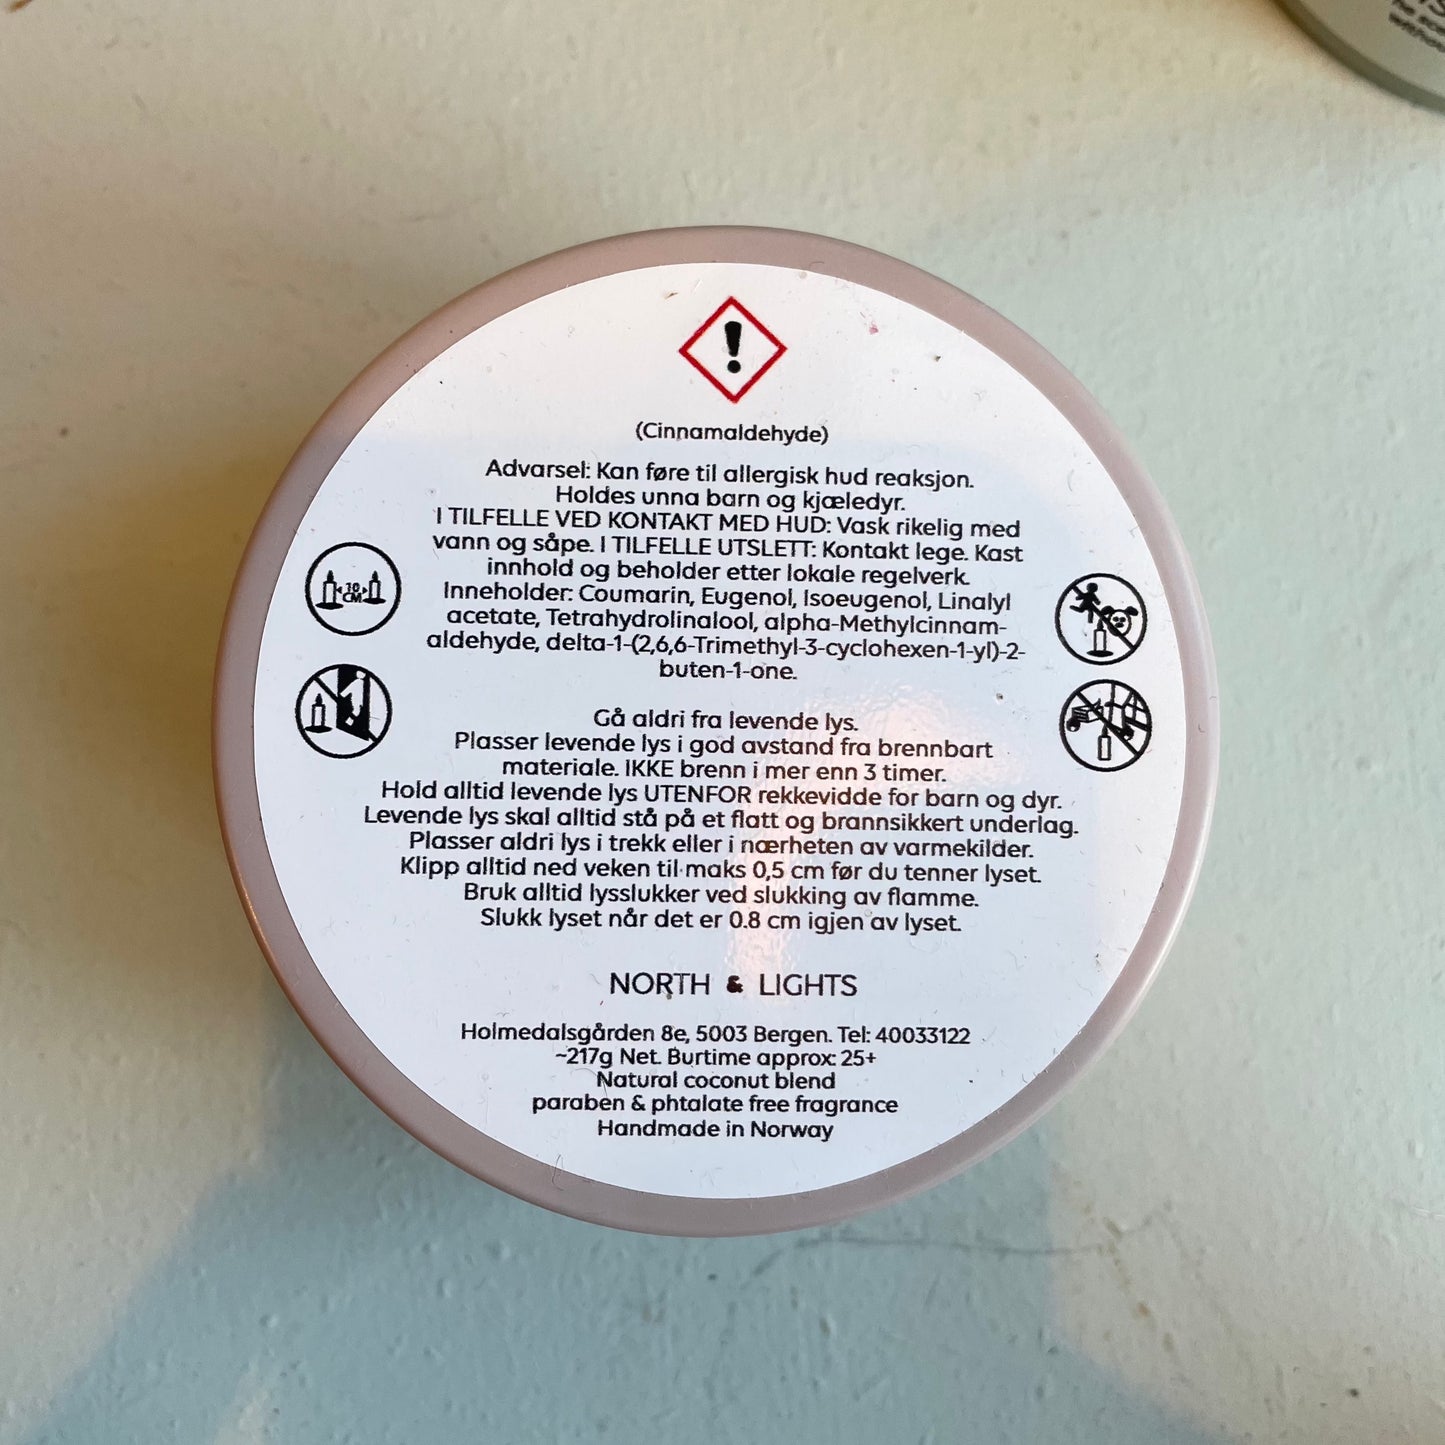 (Cinnamaldehyde)
Advarsel: Kan føre til allergisk hud reaksjon.
Holdes unna barn og kjæledyr.
I TILFELLE VED KONTAKT MED HUD: Vask rikelig med
vann og såpe. I TILFELLE UTSLETT: Kontakt lege. Kast
innhold og beholder etter lokale regelverk.
Inneholder: Coumarin, Eugenol, Isoeugenol, Linalyl
acetate, Tetrahydrolinalool, alpha-Methylcinnam-
aldehyde, delta-1-(2,6,6-Trimethyl-3-cyclohexen-1-yl)-2-
buten-1-one.
10
CM
Gå aldri fra levende lys.
Plasser levende lys i god avstand fra brennbart
materiale. IKKE brenn i mer enn 3 timer.
Hold alltid levende lys UTENFOR rekkevidde for barn og dyr.
Levende lys skal alltid stå på et flatt og brannsikkert underlag.
Plasser aldri lys i trekk eller i nærheten av varmekilder.
Klipp alltid ned veken til maks 0,5 cm før du tenner lyset.
Bruk alltid lysslukker ved slukking av flamme.
Slukk lyset når det er 0.8 cm igjen av lyset.
NORTH & LIGHTS
Holmedalsgården 8e, 5003 Bergen. Tel: 40033122
~217g Net. Burtime approx: 25+
Natural coconut blend
paraben & phtalate free fragrance
Handmade in Norway